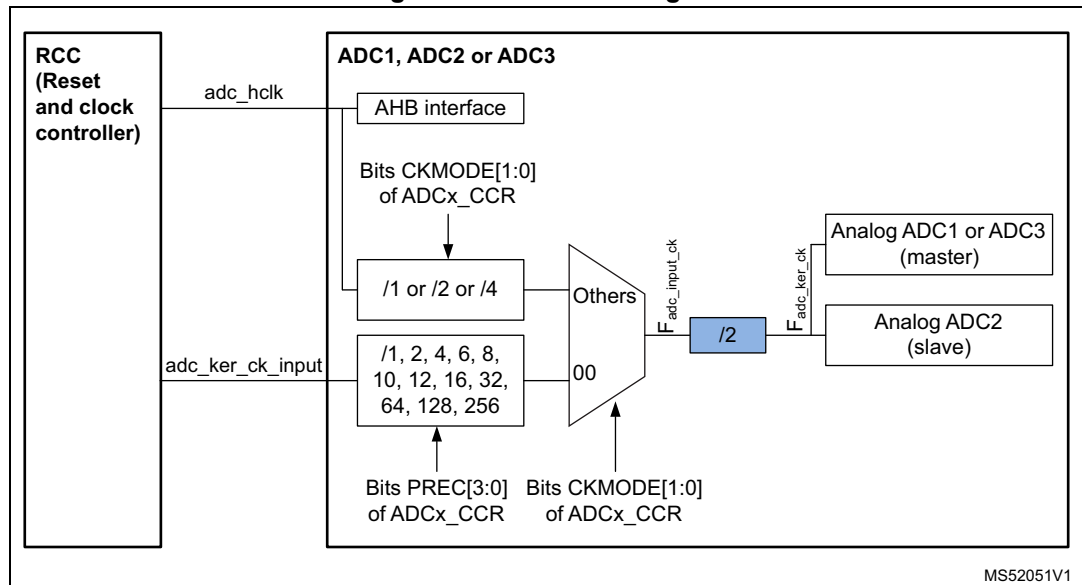 RCC
(Reset
and clock
controller)
adc_hclk
adc_ker_ck_input
ADC1, ADC2 or ADC3
AHB interface
Bits CKMODE[1:0]
of ADCx_CCR
/1 or /2 or /4
/1, 2, 4, 6, 8,
10, 12, 16, 32,
64, 128, 256
Others
00
Bits PREC[3:0]
of ADCx_CCR
Bits CKMODE[1:0]
of ADCx_CCR
Fadc_input_ck
/2
Fadc_ker_ck
Analog ADC1 or ADC3
(master)
Analog ADC2
(slave)
MS52051V1